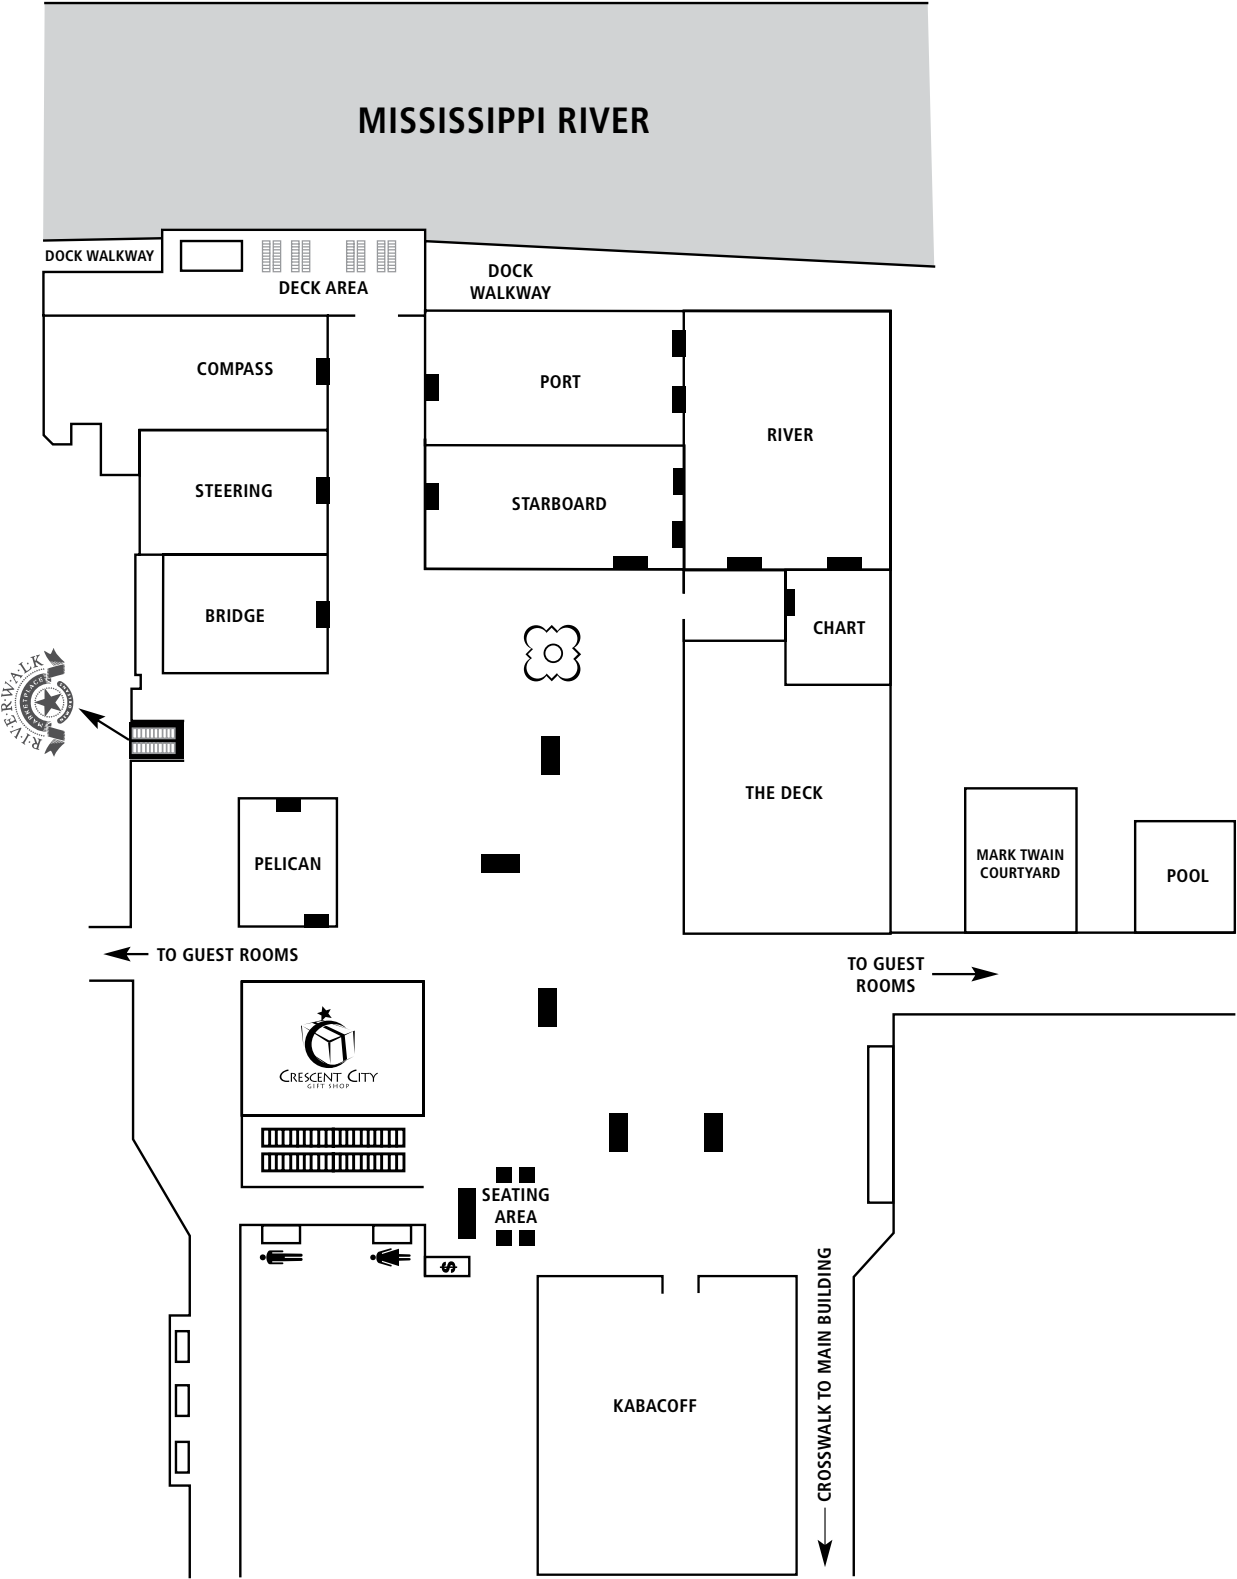 MISSISSIPPI RIVER
DOCK WALKWAY
DECK AREA
DOCK
WALKWAY
COMPASS
PORT
RIVER
STEERING
STARBOARD
BRIDGE
CHART
R·I·V·E·R·W·A·L·K
MARKETPLACE
THE DECK
PELICAN
MARK TWAIN
COURTYARD
POOL
TO GUEST ROOMS
TO GUEST
ROOMS
CRESCENT CITY
GIFT SHOP
SEATING
AREA
$
CROSSWALK TO MAIN BUILDING
KABACOFF